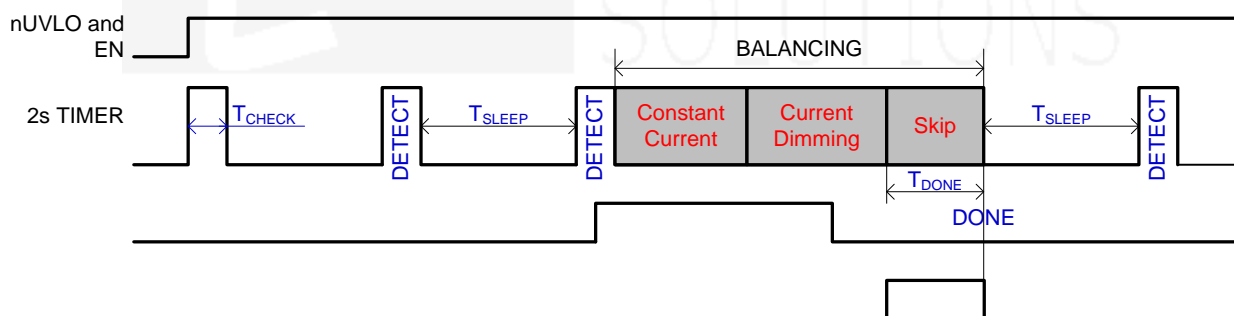 SOLUTIONS
nUVLO and
EN
BALANCING
2s TIMER
TCHECK
DETECT
TSLEEP
DETECT
Constant
Current
Current
Dimming
Skip
TSLEEP
DETECT
TDONE
DONE